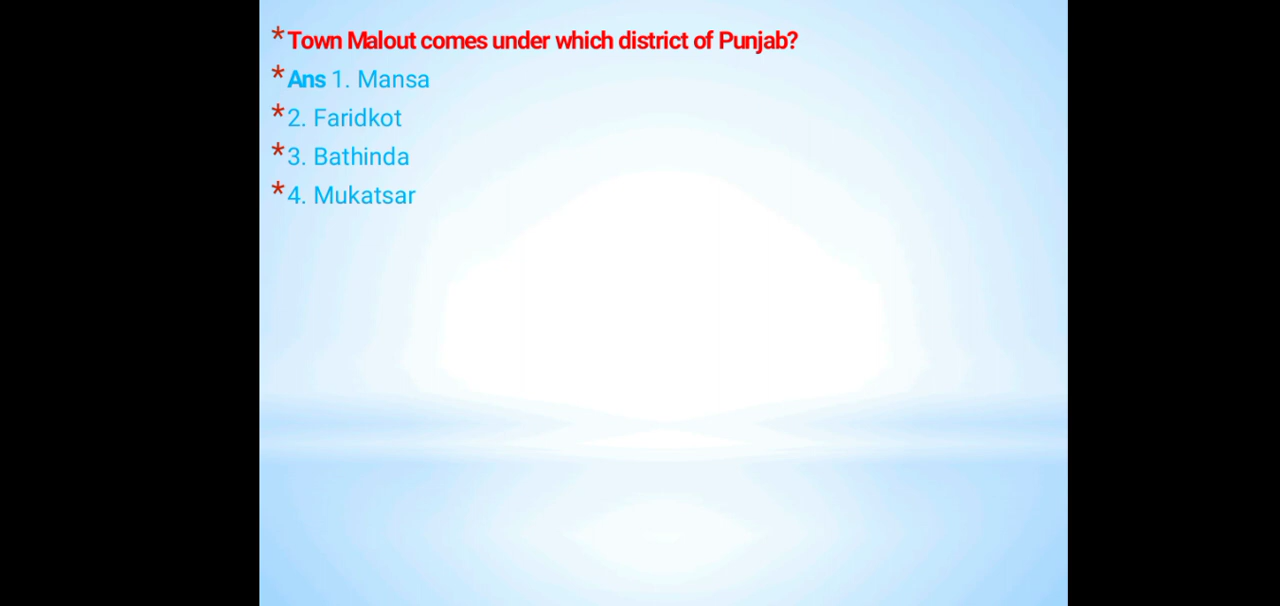 *Town Malout comes under which district of Punjab?
*Ans 1. Mansa
*2. Faridkot
*3. Bathinda
*4. Mukatsar